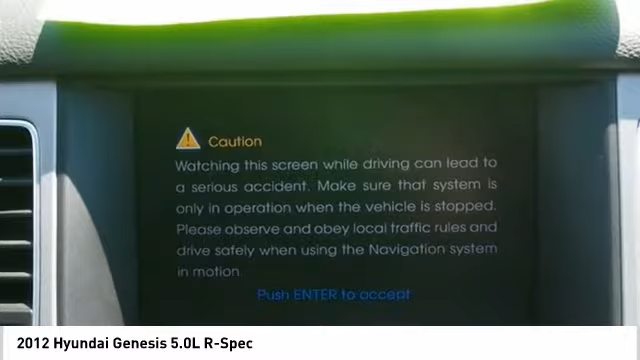 Caution
Watching this screen while driving can lead to
a serious accident. Make sure that system is
only in operation when the vehicle is stopped.
Please observe and obey local traffic rules and
drive safely when using the Navigation system
in motion.
Push ENTER to accept
2012 Hyundai Genesis 5.0L R-Spec